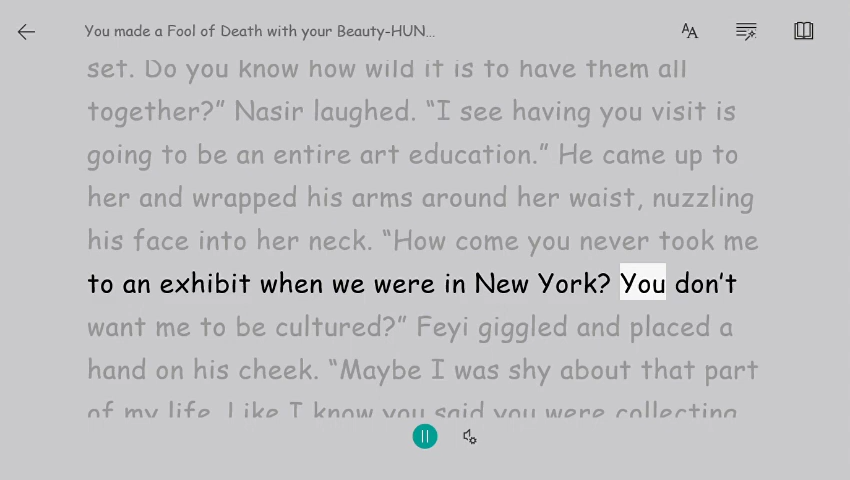 You made a Fool of Death with your Beauty-HUN...
set. Do you know how wild it is to have them all
together?” Nasir laughed. “I see having you visit is
going to be an entire art education.” He came up to
her and wrapped his arms around her waist, nuzzling
his face into her neck. “How come you never took me
to an exhibit when we were in New York? You don’t
want me to be cultured?” Feyi giggled and placed a
hand on his cheek. “Maybe I was shy about that part
of my life. Like I know you said you were collecting